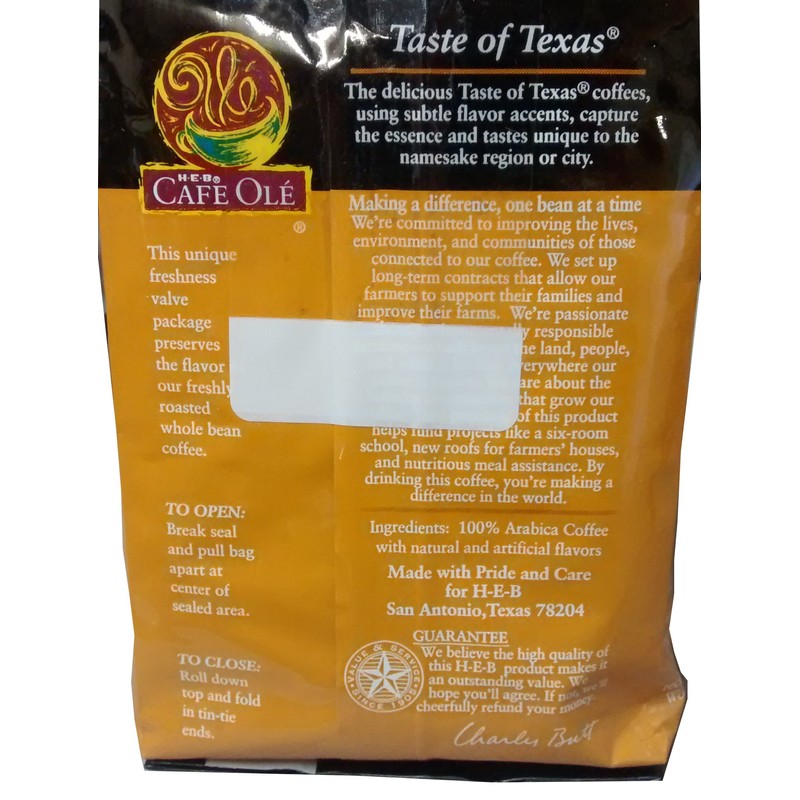 Olé
H-E-B®
CAFÉ OLÉ
®
This unique
freshness
valve
package
preserves
the flavor
our freshly
roasted
whole bean
coffee.
TO OPEN:
Break seal
and pull bag
apart at
center of
sealed area.
TO CLOSE:
Roll down
top and fold
in tin-tie
ends.
Taste of Texas®
The delicious Taste of Texas® coffees,
using subtle flavor accents, capture
the essence and tastes unique to the
namesake region or city.
Making a difference, one bean at a time
We're committed to improving the lives,
environment, and communities of those
connected to our coffee. We set up
long-term contracts that allow our
farmers to support their families and
improve their farms. We're passionate
responsible
land, people,
our
are about the
that grow our
of this product
helps fund projects like a six-room
school, new roofs for farmers' houses,
and nutritious meal assistance. By
drinking this coffee, you're making a
difference in the world.
Ingredients: 100% Arabica Coffee
with natural and artificial flavors
Made with Pride and Care
for H-E-B
San Antonio, Texas 78204
GUARANTEE
We believe the high quality of
this H-E-B product makes it
an outstanding value. We
hope you'll agree. If not, we'll
cheerfully refund your money.
Charles Butt
VALUE & SERVICE
SINCE 1905